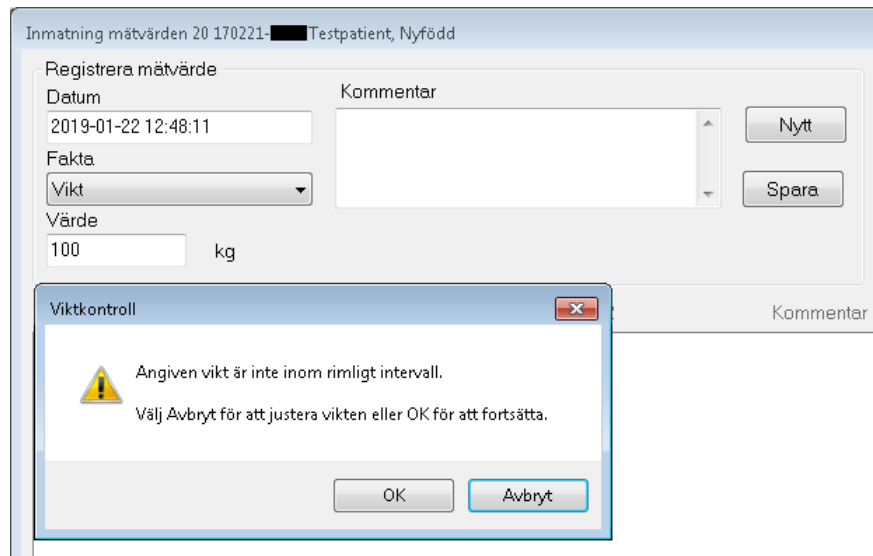 Inmatning mätvärden 20 170221- Testpatient, Nyfödd
Registrera mätvärde
Datum
Kommentar
2019-01-22 12:48:11
Nytt
Fakta
Vikt
Spara
Värde
100 kg
Viktkontroll
Kommentar
Angiven vikt är inte inom rimligt intervall.
Välj Avbryt för att justera vikten eller OK för att fortsätta.
OK
Avbryt